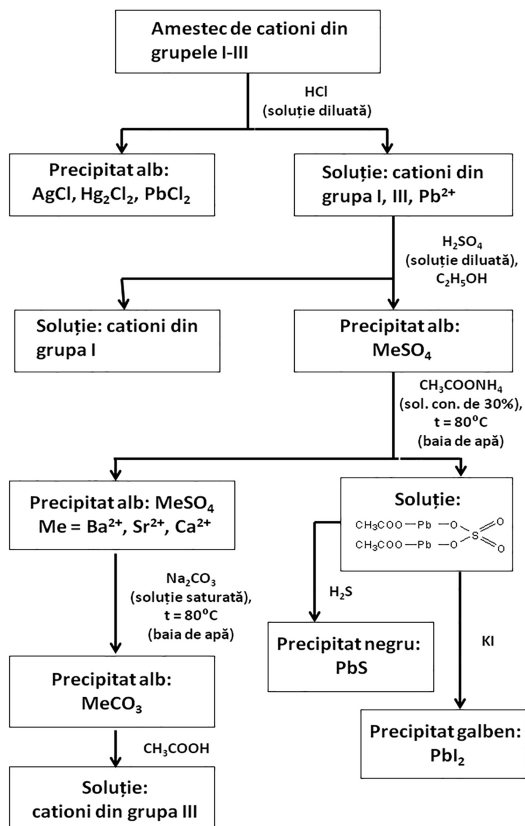 Amestec de cationi din
grupele I-III
HCl
(soluție diluată)
Precipitat alb:
AgCl, Hg₂Cl₂, PbCl₂
Soluție: cationi din
grupa I, III, Pb²⁺
H₂SO₄
(soluție diluată),
C₂H₅OH
Soluție: cationi din
grupa I
Precipitat alb:
MeSO₄
CH₃COONH₄
(sol. con. de 30%),
t = 80⁰C
(baia de apă)
Precipitat alb: MeSO₄
Me = Ba²⁺, Sr²⁺, Ca²⁺
Soluție:
CH₃COO—Pb—O
CH₃COO—Pb—O
S
O
O
Na₂CO₃
(soluție saturată),
t = 80⁰C
(baia de apă)
H₂S
Precipitat negru:
PbS
KI
Precipitat alb:
MeCO₃
Precipitat galben:
PbI₂
CH₃COOH
Soluție:
cationi din grupa III